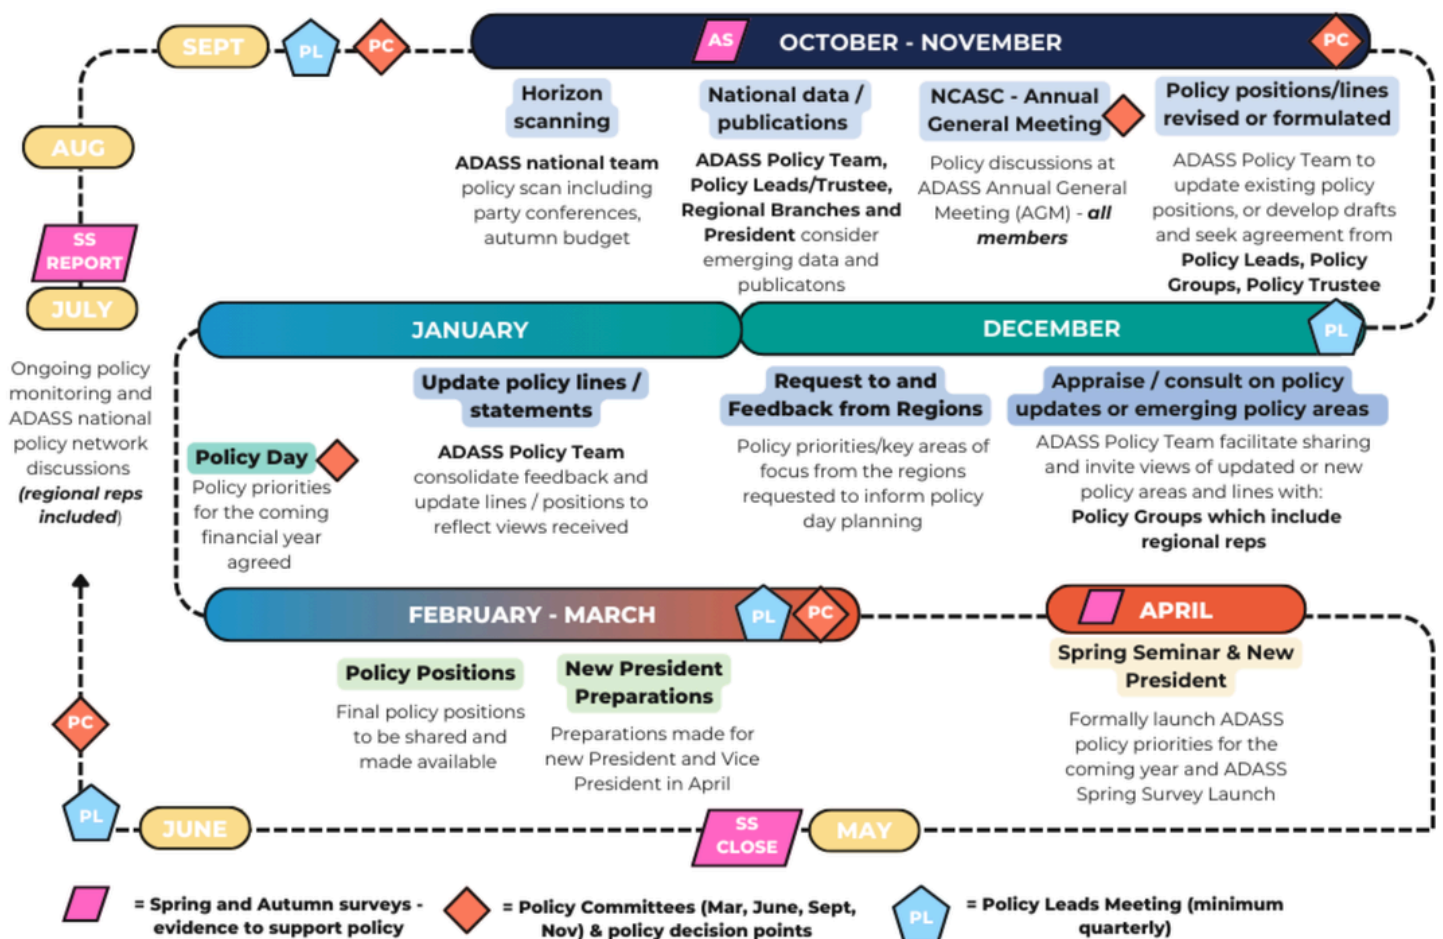 SEPT
PL
PC
AS
OCTOBER - NOVEMBER
PC
Horizon
scanning
ADASS national team
policy scan including
party conferences,
autumn budget
National data /
publications
ADASS Policy Team,
Policy Leads/Trustee,
Regional Branches and
President consider
emerging data and
publicatons
NCASC - Annual
General Meeting
Policy discussions at
ADASS Annual General
Meeting (AGM) - all
members
Policy positions/lines
revised or formulated
ADASS Policy Team to
update existing policy
positions, or develop drafts
and seek agreement from
Policy Leads, Policy
Groups, Policy Trustee
AUG
SS
REPORT
JULY
Ongoing policy
monitoring and
ADASS national
policy network
discussions
(regional reps
included)
JANUARY
DECEMBER
PL
Policy Day
Policy priorities
for the coming
financial year
agreed
Update policy lines /
statements
ADASS Policy Team
consolidate feedback and
update lines / positions to
reflect views received
Request to and
Feedback from Regions
Policy priorities/key areas of
focus from the regions
requested to inform policy
day planning
Appraise / consult on policy
updates or emerging policy areas
ADASS Policy Team facilitate sharing
and invite views of updated or new
policy areas and lines with:
Policy Groups which include
regional reps
FEBRUARY - MARCH
PL
PC
APRIL
Policy Positions
Final policy positions
to be shared and
made available
New President
Preparations
Preparations made for
new President and Vice
President in April
Spring Seminar & New
President
Formally launch ADASS
policy priorities for the
coming year and ADASS
Spring Survey Launch
PC
PL
JUNE
SS
CLOSE
MAY
= Spring and Autumn surveys -
evidence to support policy
= Policy Committees (Mar, June, Sept,
Nov) & policy decision points
PL
= Policy Leads Meeting (minimum
quarterly)